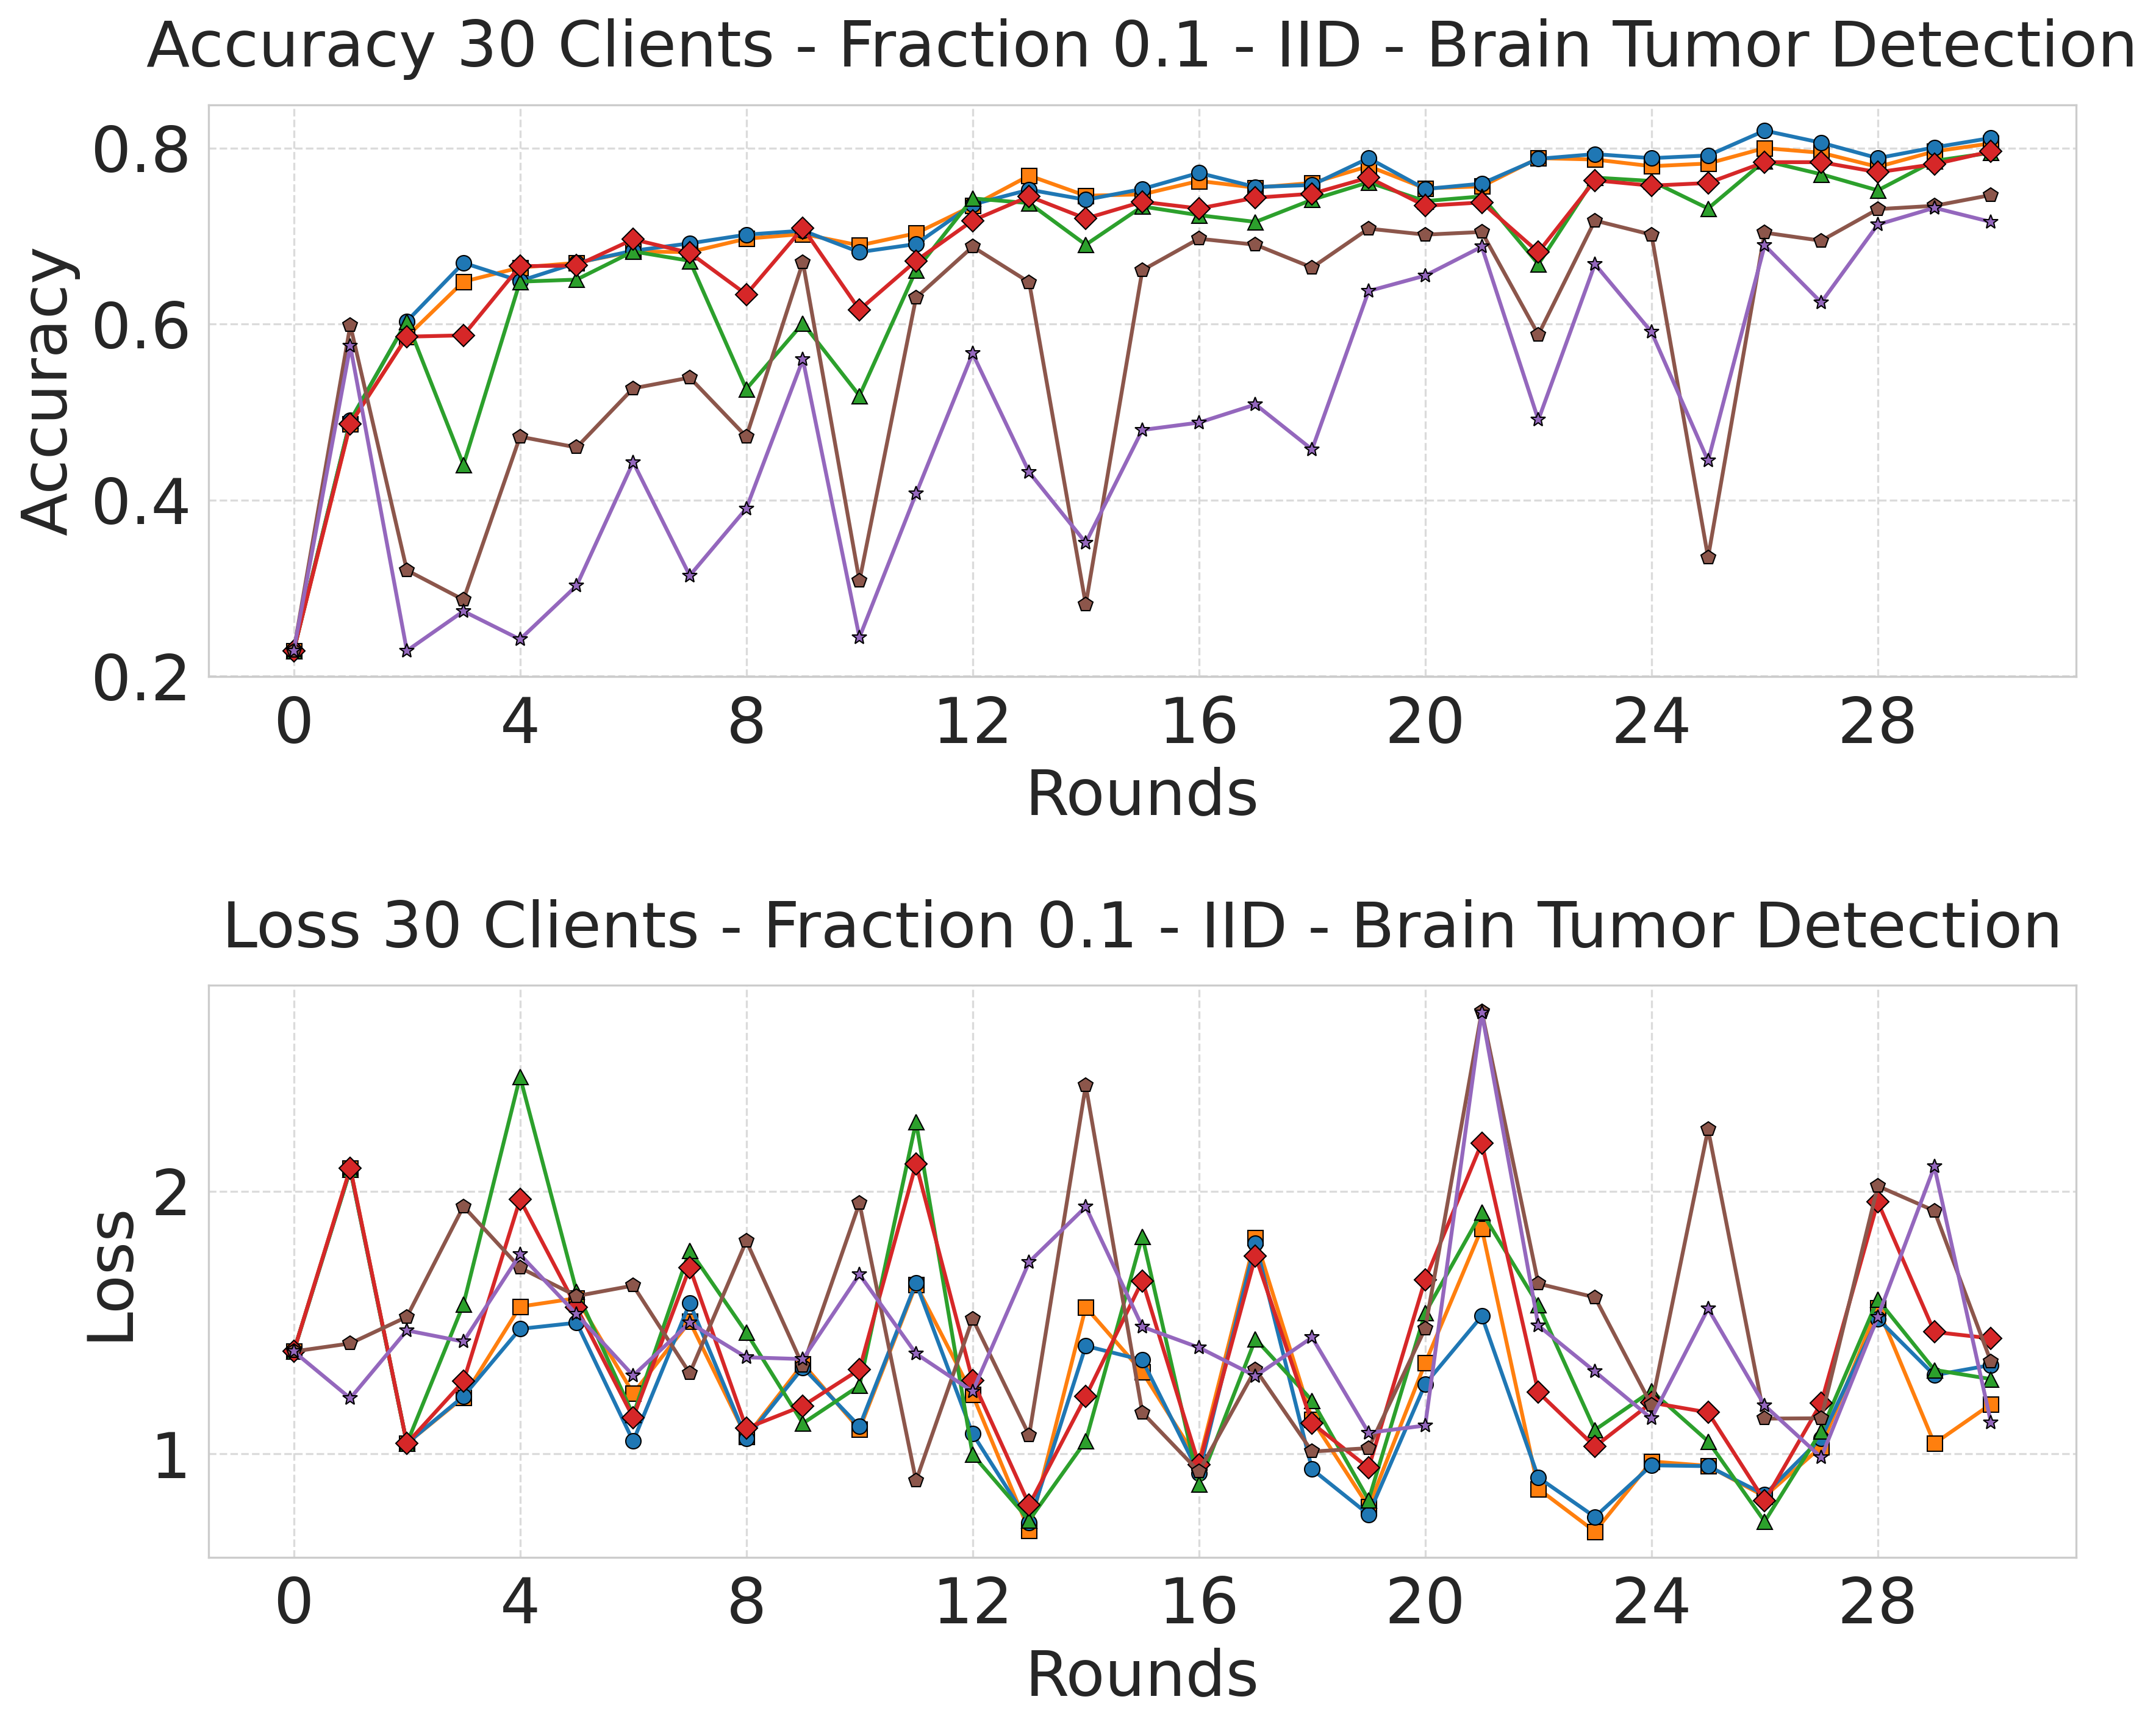 Accuracy 30 Clients - Fraction 0.1 - IID - Brain Tumor Detection
Accuracy
0.8
0.6
0.4
0.2
0 4 8 12 16 20 24 28
Rounds
Loss 30 Clients - Fraction 0.1 - IID - Brain Tumor Detection
Loss
2
1
0 4 8 12 16 20 24 28
Rounds